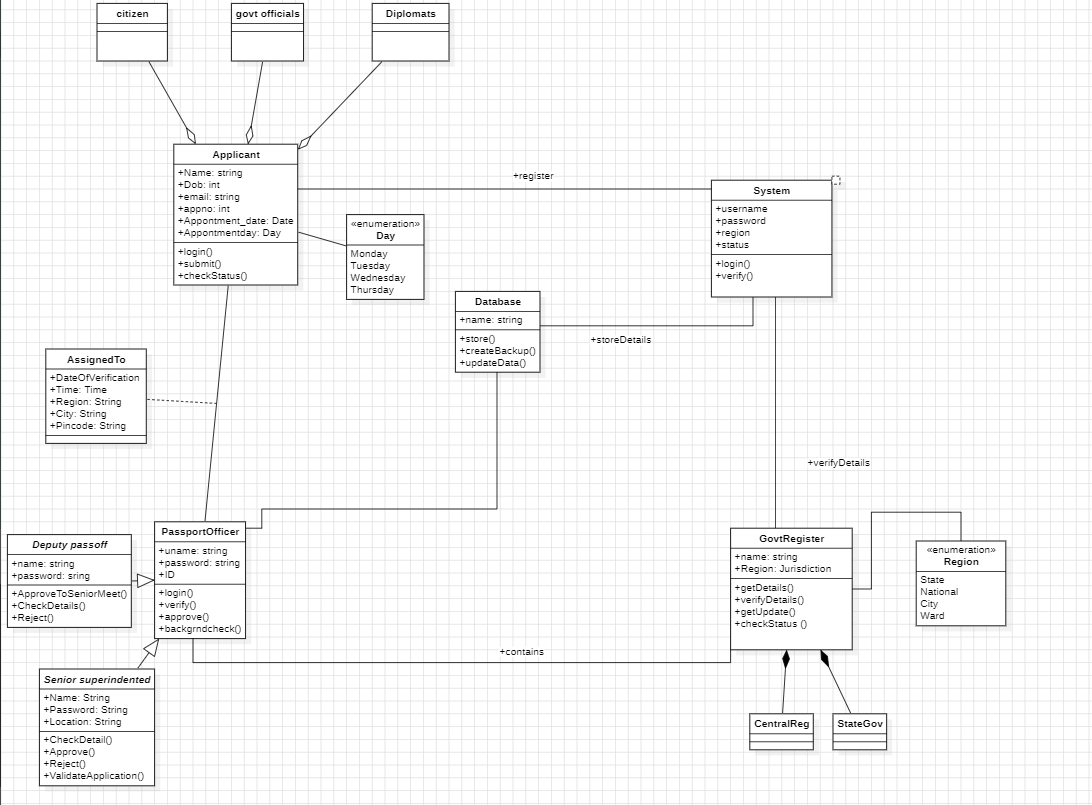 citizen
govt officials
Diplomats
Applicant
+Name: string
+Dob: int
+email: string
+appno: int
+Appontment_date: Date
+Appointmentday: Day
+login()
+submit()
+checkStatus()
+register
System
+username
+password
+region
+status
+login()
+verify()
«enumeration»
Day
Monday
Tuesday
Wednesday
Thursday
Database
+name: string
+store()
+createBackup()
+updateData()
+storeDetails
AssignedTo
+DateOfVerification
+Time: Time
+Region: String
+City: String
+Pincode: String
+verifyDetails
PassportOfficer
+uname: string
+password: string
+ID
+login()
+verify()
+approve()
+backgrndcheck()
Deputy passoff
+name: string
+password: sring
+ApproveToSeniorMeet()
+CheckDetails()
+Reject()
GovtRegister
+name: string
+Region: Jurisdiction
+getDetails()
+verifyDetails()
+getUpdate()
+checkStatus ()
«enumeration»
Region
State
National
City
Ward
+contains
Senior superindented
+Name: String
+Password: String
+Location: String
+CheckDetail()
+Approve()
+Reject()
+ValidateApplication()
CentralReg
StateGov